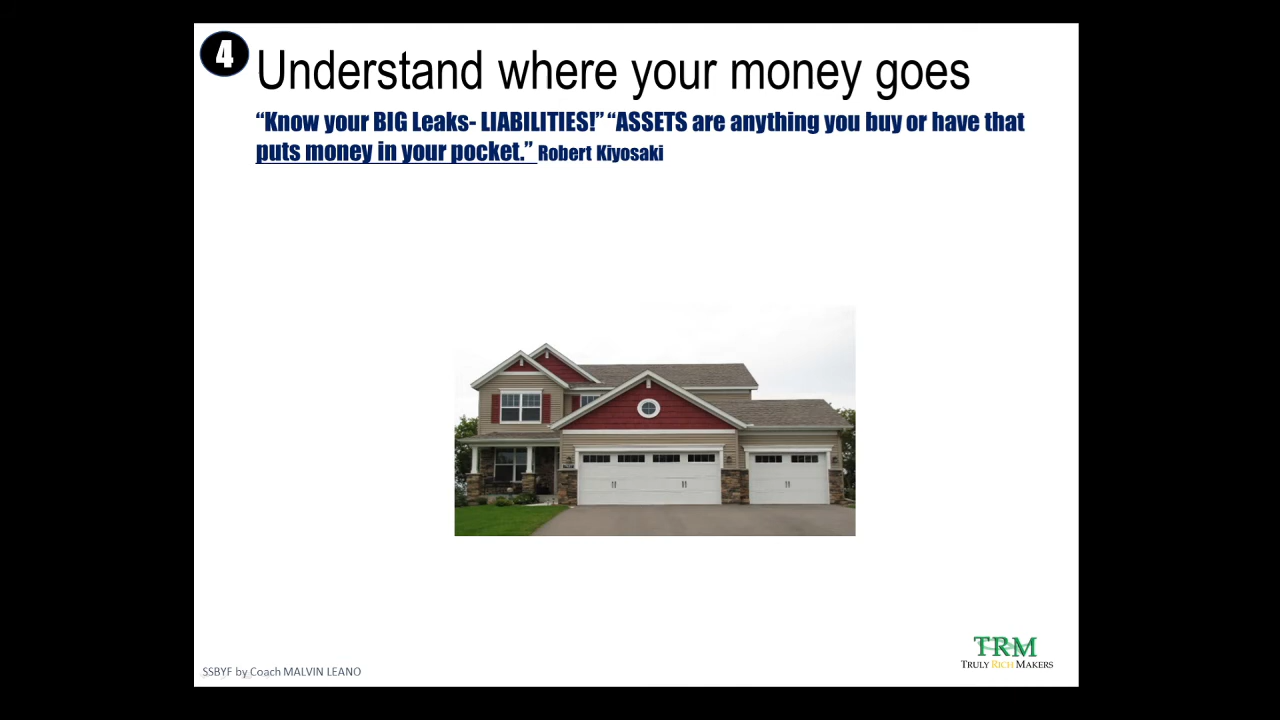 4
Understand where your money goes
“Know your BIG Leaks- LIABILITIES!” “ASSETS are anything you buy or have that
puts money in your pocket.” Robert Kiyosaki
TRM
TRULY RICH MAKERS
SSBYF by Coach MALVIN LEANO